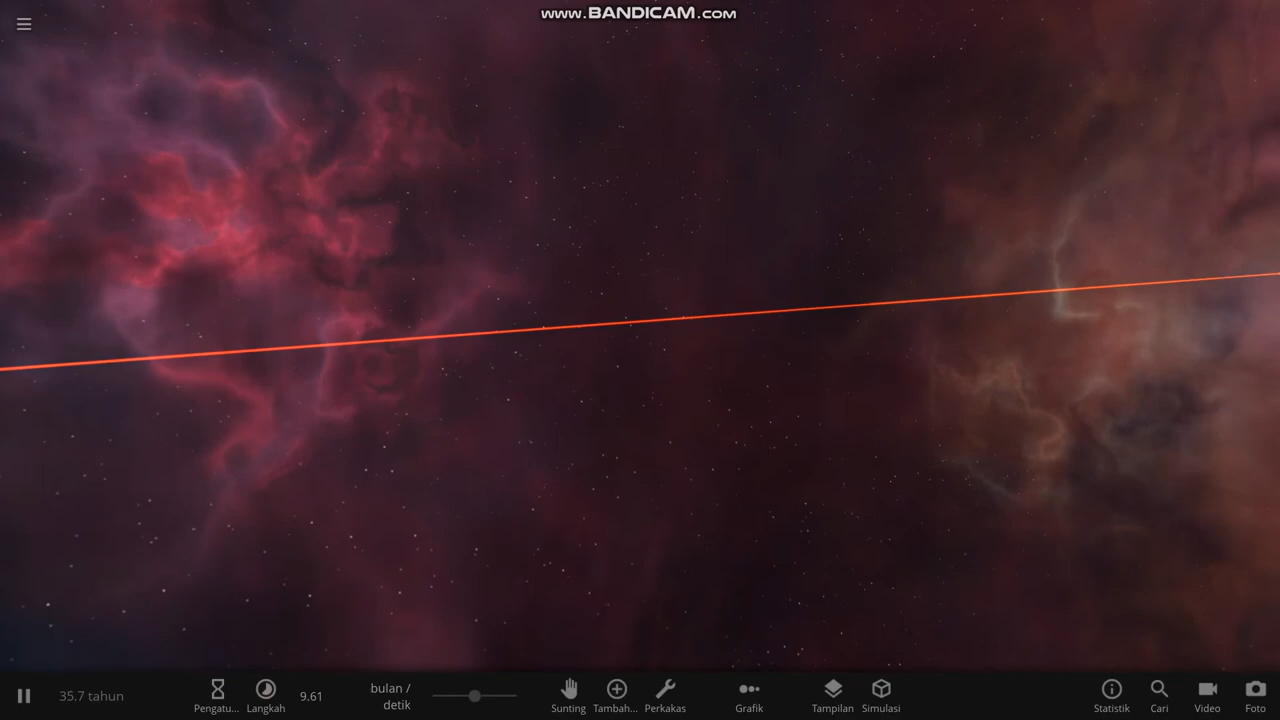 www.BANDICAM.com
35.7 tahun
Pengatu...
Langkah
9.61
bulan /
detik
Sunting
Tambah...
Perkakas
Grafik
Tampilan
Simulasi
Statistik
Cari
Video
Foto